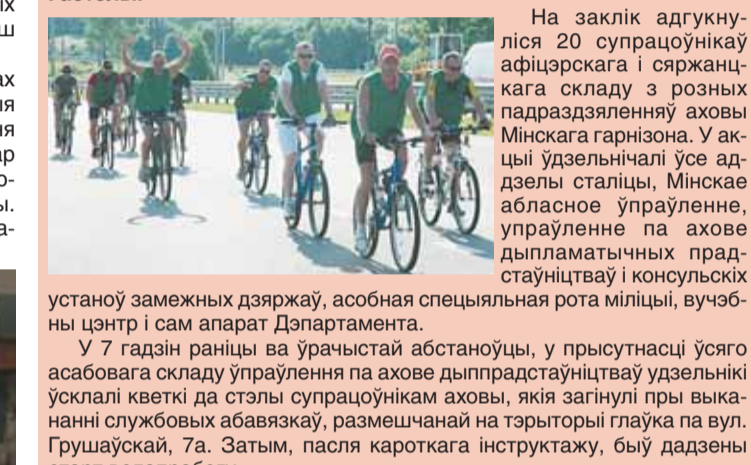 На заклік адгукну-
ліся 20 супрацоўнікаў
афіцэрскага і сяржанц-
кага складу з розных
падраздзяленняў аховы
Мінскага гарнізона. У ак-
цыі ўдзельнічалі ўсе ад-
дзелы сталіцы, Мінскае
абласное ўпраўленне,
упраўленне па ахове
дыпламатычных прад-
стаўніцтваў і консульскіх
устаноў замежных дзяржаў, асобная спецыяльная рота міліцыі, вучэб-
ны цэнтр і сам апарат Дэпартамента.
У 7 гадзін раніцы ва ўрачыстай абстаноўцы, у прысутнасці ўсяго
асабовага складу ўпраўлення па ахове дыппрадстаўніцтваў удзельнікі
ўсклалі кветкі да стэлы супрацоўнікам аховы, якія загінулі пры выка-
нанні службовых абавязкаў, размешчанай на тэрыторыі глаўка па вул.
Грушаўскай, 7а. Затым, пасля кароткага інструктажу, быў дадзены